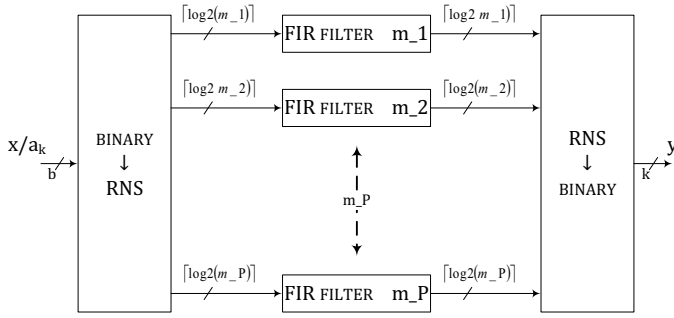 ⌈log2(m_1)⌉
FIR FILTER m_1
⌈log2 m_1)⌉
⌈log2 m_2)⌉
FIR FILTER m_2
⌈log2(m_2)⌉
x/aₖ
b
BINARY
↓
RNS
m_P
RNS
↓
BINARY
y
k
⌈log2(m_P)⌉
FIR FILTER m_P
⌈log2(m_P)⌉